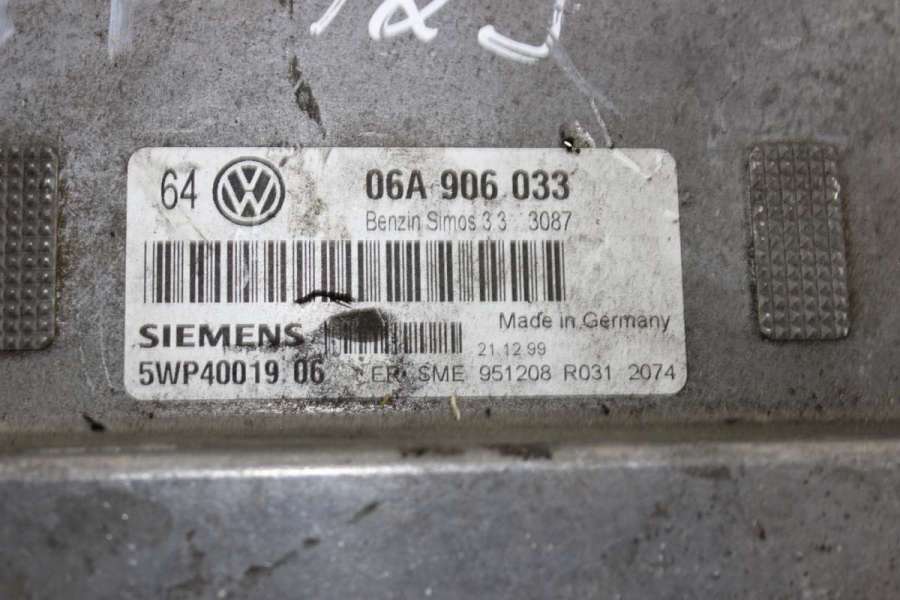 64 06A 906 033
Benzin Simos 3 3 3087
SIEMENS
Made in Germany
21.12.99
5WP40019.06 SME 951208 R031 2074